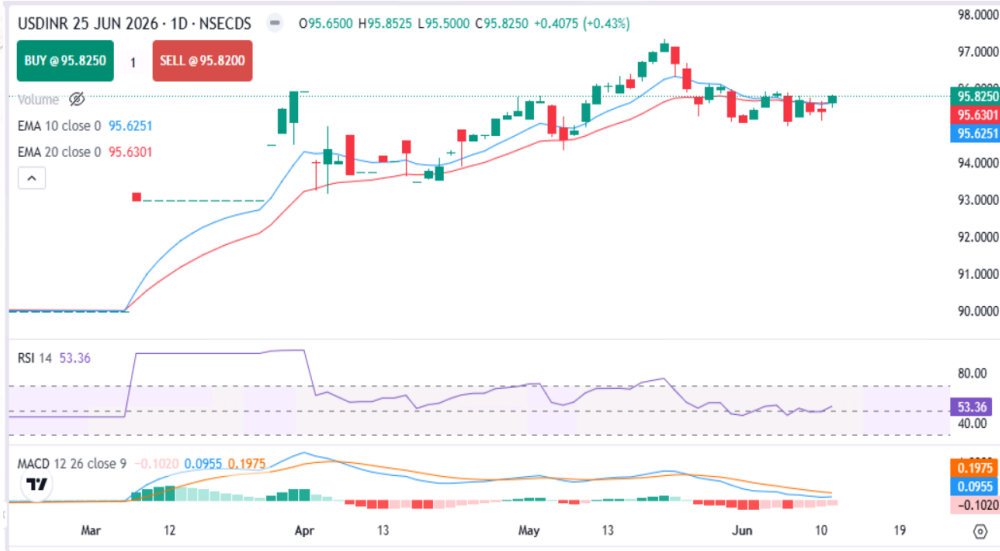 USDINR 25 JUN 2026 · 1D · NSECDS O95.6500 H95.8525 L95.5000 C95.8250 +0.4075 (+0.43%)
BUY @ 95.8250 1 SELL @ 95.8200
Volume
EMA 10 close 0 95.6251
EMA 20 close 0 95.6301
98.0000
97.0000
95.8250
95.6301
95.6251
94.0000
93.0000
92.0000
91.0000
90.0000
RSI 14 53.36
80.00
53.36
40.00
MACD 12 26 close 9 −0.1020 0.0955 0.1975
0.1975
0.0955
−0.1020
Mar 12 Apr 13 May 13 Jun 10 19